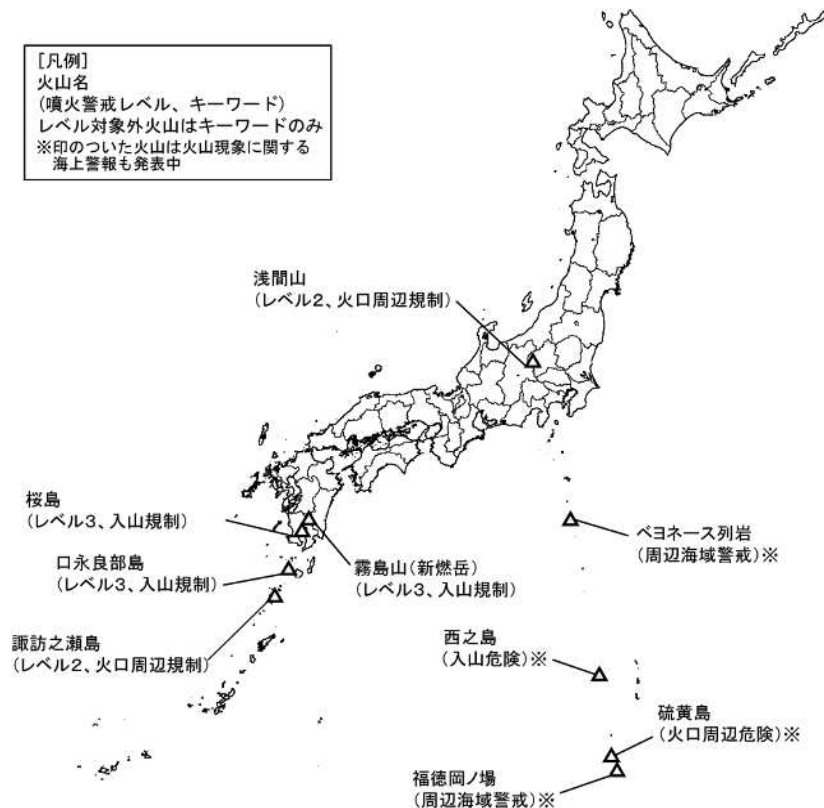 [凡例]
火山名
(噴火警戒レベル、キーワード)
レベル対象外火山はキーワードのみ
※印のついた火山は火山現象に関する
海上警報も発表中
浅間山
(レベル2、火口周辺規制)
桜島
(レベル3、入山規制)
口永良部島
(レベル3、入山規制)
霧島山(新燃岳)
(レベル3、入山規制)
ベヨネース列岩
(周辺海域警戒)※
諏訪之瀬島
(レベル2、火口周辺規制)
西之島
(入山危険)※
硫黄島
(火口周辺危険)※
福徳岡ノ場
(周辺海域警戒)※